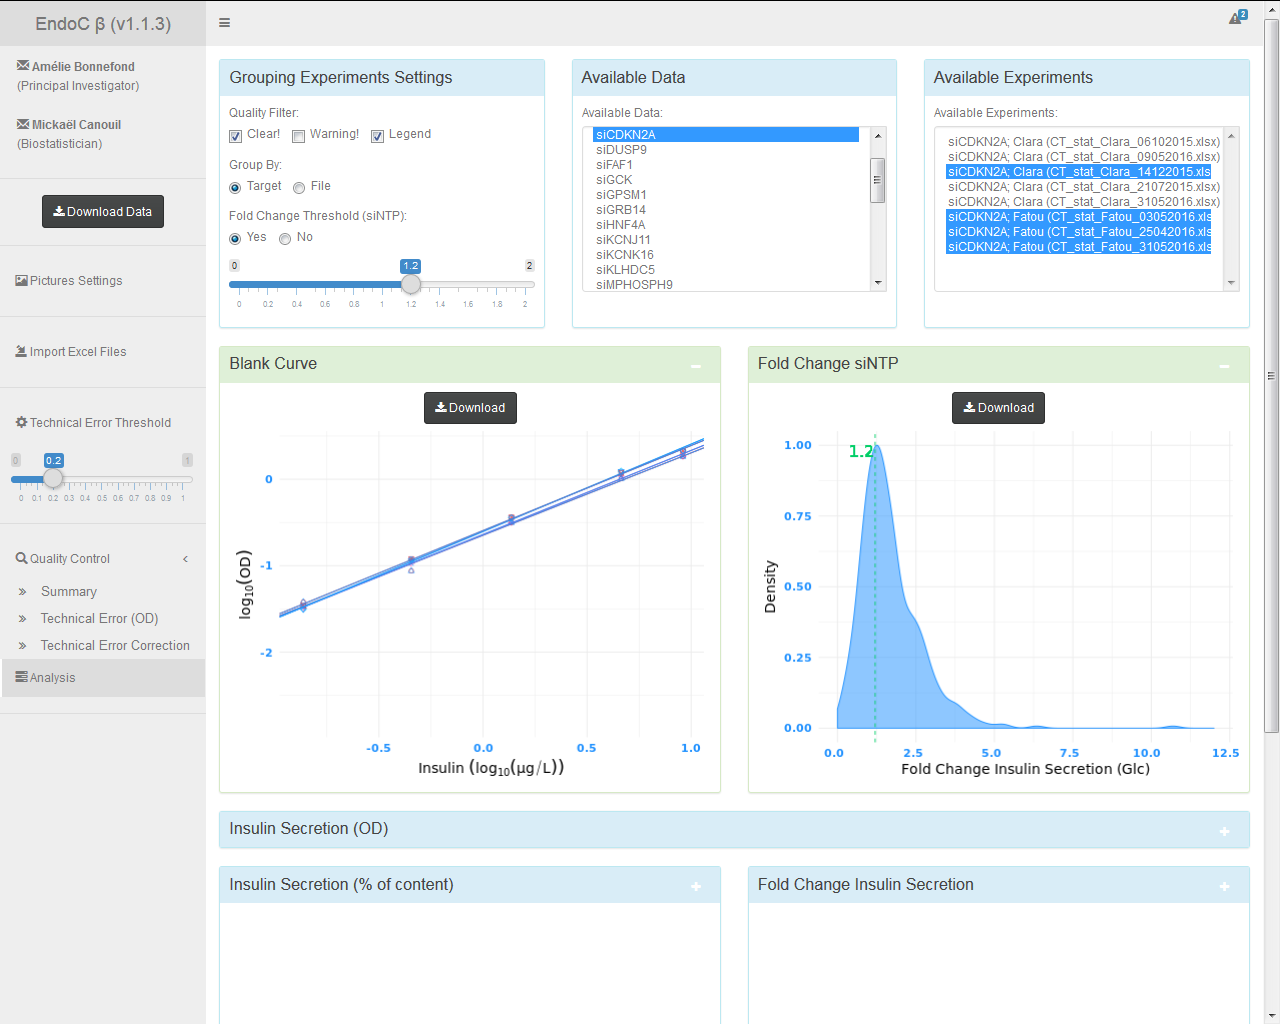 EndoC β (v1.1.3)
2
Amélie Bonnefond
(Principal Investigator)
Mickaël Canouil
(Biostatistician)
Download Data
Pictures Settings
Import Excel Files
Technical Error Threshold
0
0.2
1
0 0.1 0.2 0.3 0.4 0.5 0.6 0.7 0.8 0.9 1
Quality Control
Summary
Technical Error (OD)
Technical Error Correction
Analysis
Grouping Experiments Settings
Quality Filter:
Clear! Warning! Legend
Group By:
Target File
Fold Change Threshold (siNTP):
Yes No
0 1.2 2
0 0.2 0.4 0.6 0.8 1 1.2 1.4 1.6 1.8 2
Available Data
Available Data:
siCDKN2A
siDUSP9
siFAF1
siGCK
siGPSM1
siGRB14
siHNF4A
siKCNJ11
siKCNK16
siKLHDC5
siMPHOSPH9
Available Experiments
Available Experiments:
siCDKN2A; Clara (CT_stat_Clara_06102015.xlsx)
siCDKN2A; Clara (CT_stat_Clara_09052016.xlsx)
siCDKN2A; Clara (CT_stat_Clara_14122015.xls
siCDKN2A; Clara (CT_stat_Clara_21072015.xlsx)
siCDKN2A; Clara (CT_stat_Clara_31052016.xlsx)
siCDKN2A; Fatou (CT_stat_Fatou_03052016.xls
siCDKN2A; Fatou (CT_stat_Fatou_25042016.xls
siCDKN2A; Fatou (CT_stat_Fatou_31052016.xls
Blank Curve
Download
log10(OD)
0
-1
-2
-0.5 0.0 0.5 1.0
Insulin (log10(µg/L))
Fold Change siNTP
Download
1.2
Density
1.00
0.75
0.50
0.25
0.00
0.0 2.5 5.0 7.5 10.0 12.5
Fold Change Insulin Secretion (Glc)
Insulin Secretion (OD)
Insulin Secretion (% of content)
Fold Change Insulin Secretion